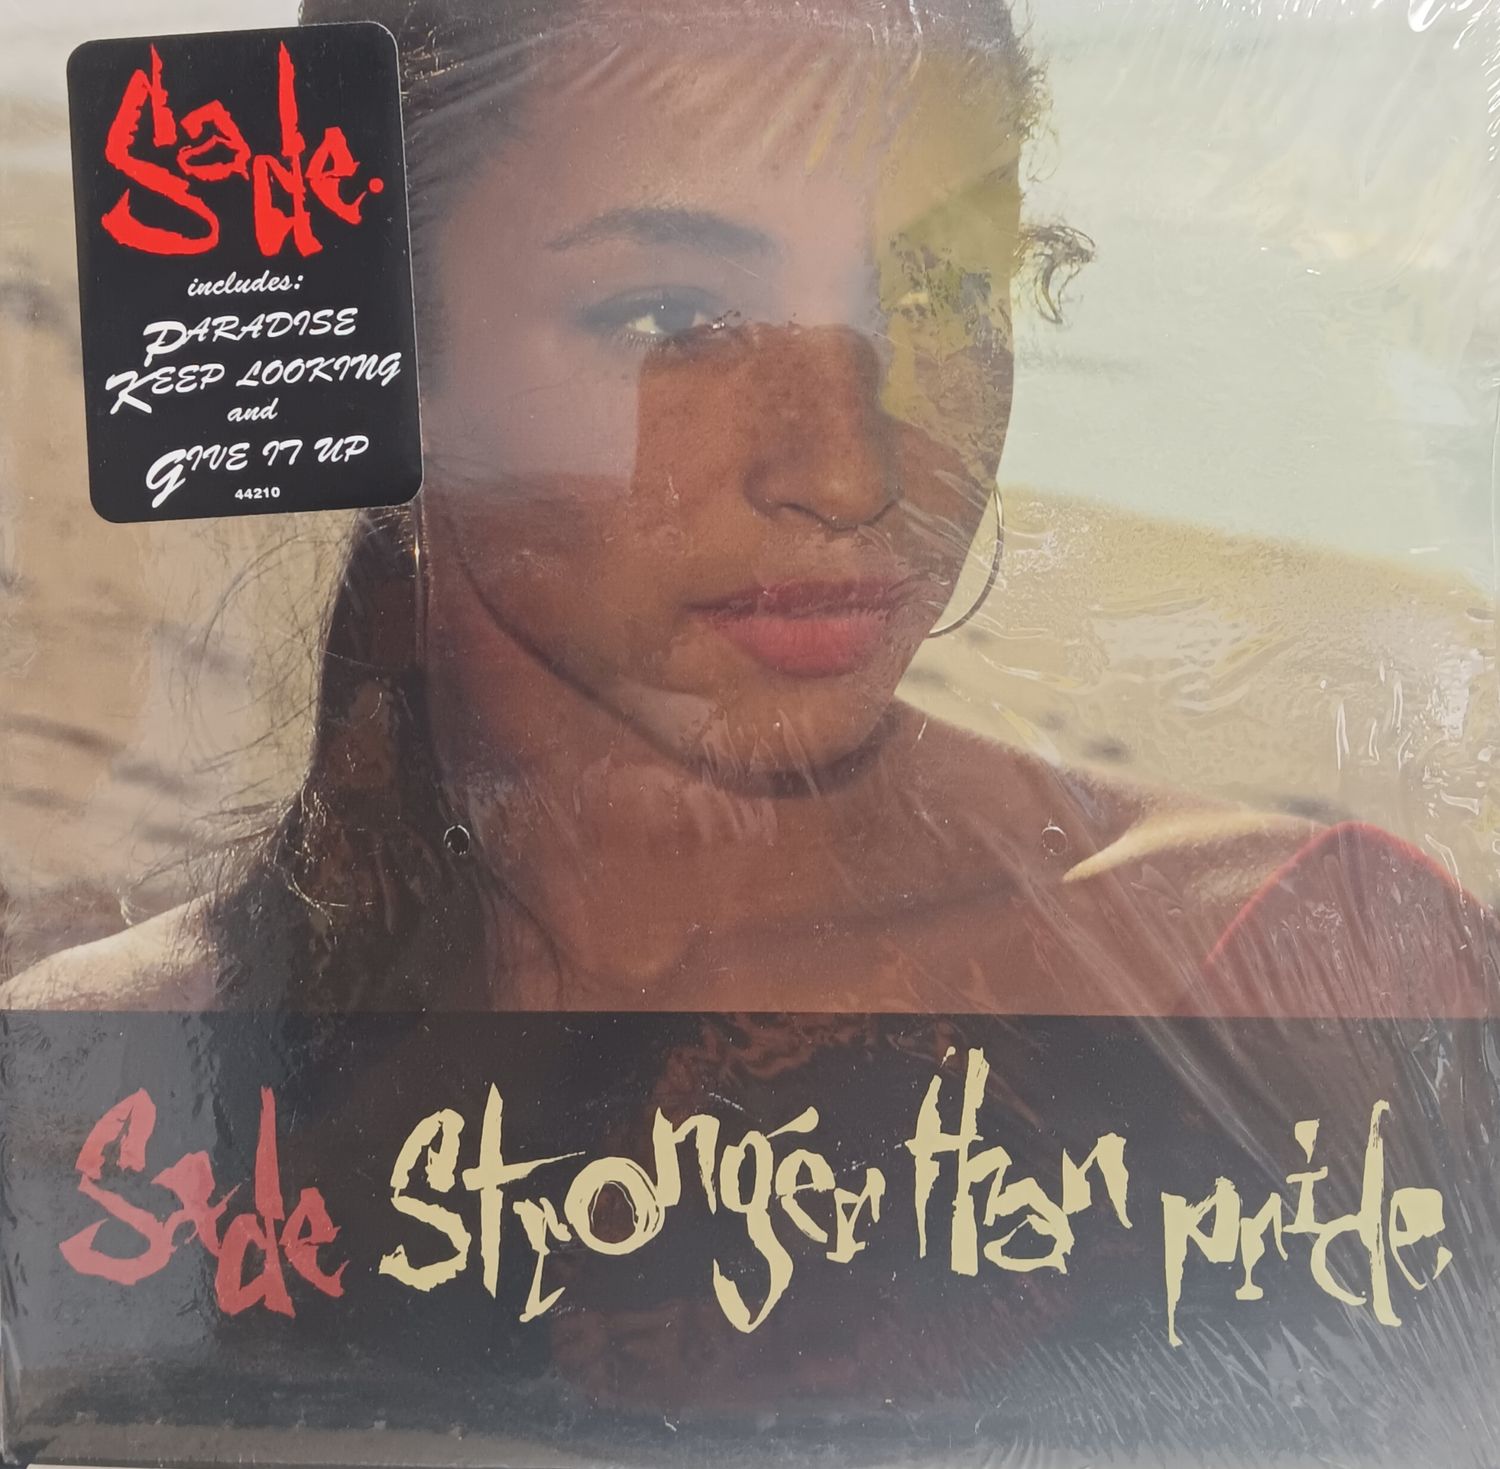 Sade.
includes:
PARADISE
KEEP LOOKING
and
GIVE IT UP
44210
Sade Stronger than pride